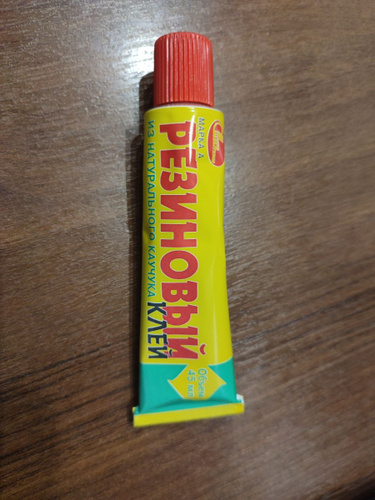 МАРКА А
РЕЗИНОВЫЙ
КЛЕЙ
ИЗ НАТУРАЛЬНОГО КАУЧУКА
Объем
45 мл